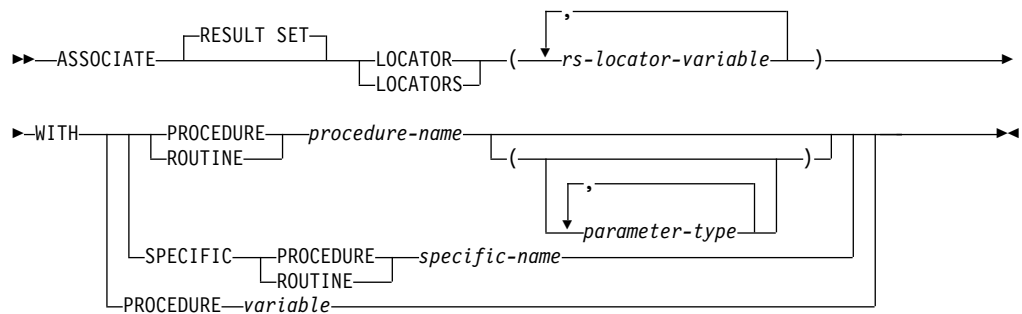 ,
RESULT SET
ASSOCIATE LOCATOR ( rs-locator-variable )
LOCATORS
WITH PROCEDURE procedure-name
ROUTINE ( )
,
parameter-type
SPECIFIC PROCEDURE specific-name
ROUTINE
PROCEDURE variable